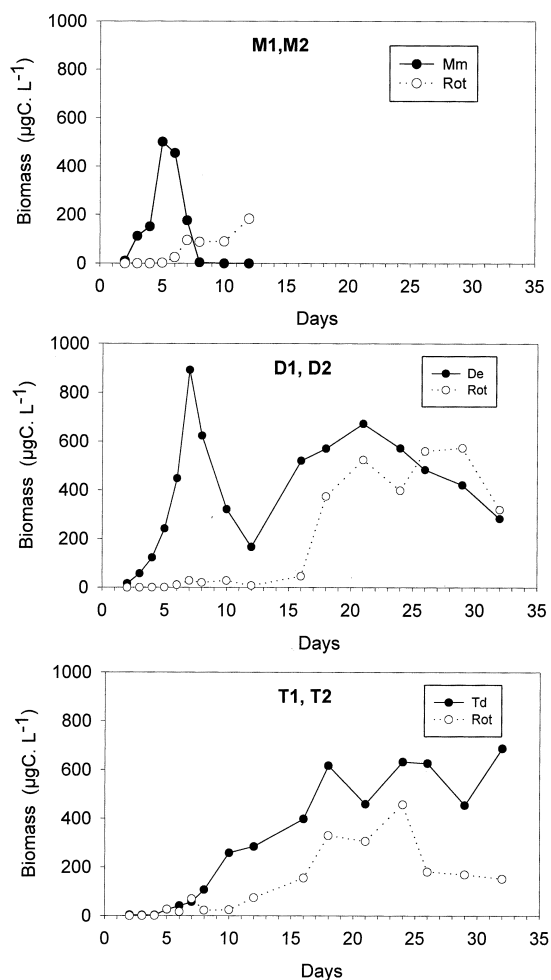 1000
800
600
400
200
0
Biomass (µgC. L-1)
M1,M2
Mm
Rot
0 5 10 15 20 25 30 35
Days
1000
800
600
400
200
0
Biomass (µgC. L-1)
D1, D2
De
Rot
0 5 10 15 20 25 30 35
Days
1000
800
600
400
200
0
Biomass (µgC. L-1)
T1, T2
Td
Rot
0 5 10 15 20 25 30 35
Days